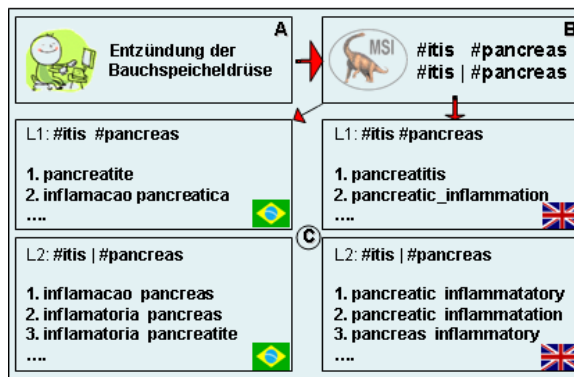 A
Entzündung der
Bauchspeicheldrüse
B
MSI
#itis #pancreas
#itis | #pancreas
L1: #itis #pancreas
1. pancreatite
2. inflamacao pancreatica
....
L1: #itis #pancreas
1. pancreatitis
2. pancreatic_inflammation
....
C
L2: #itis | #pancreas
1. inflamacao pancreas
2. inflamatoria pancreas
3. inflamatoria pancreatite
....
L2: #itis | #pancreas
1. pancreatic inflammatatory
2. pancreatic inflammatation
3. pancreas inflammatory
....